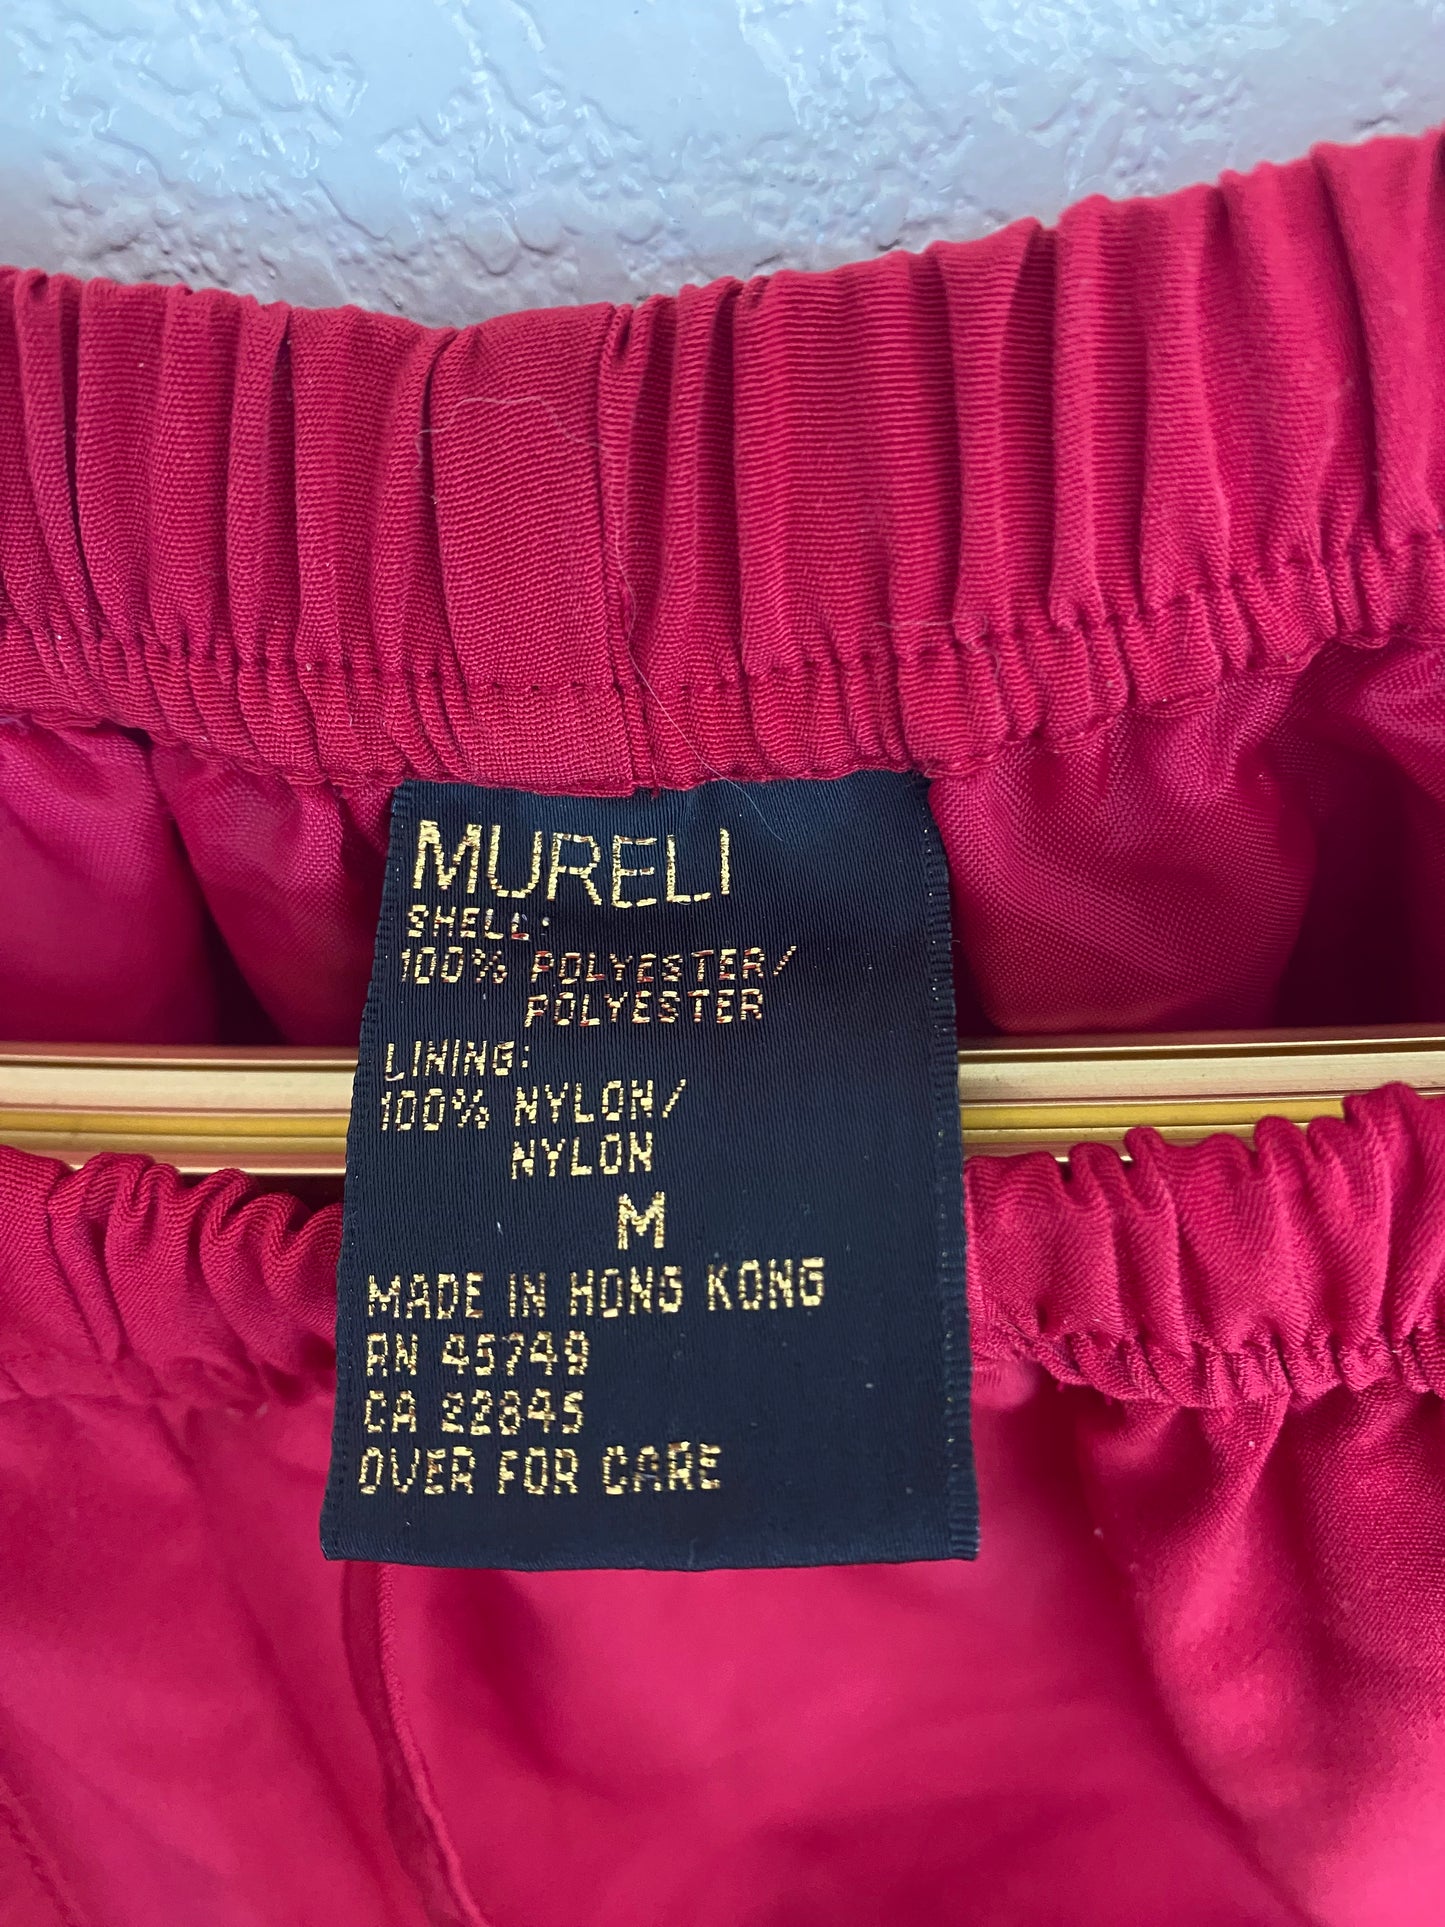 MURELI
SHELL:
100% POLYESTER/
POLYESTER
LINING:
100% NYLON/
NYLON
M
MADE IN HONG KONG
RN 45749
CA 22845
OVER FOR CARE